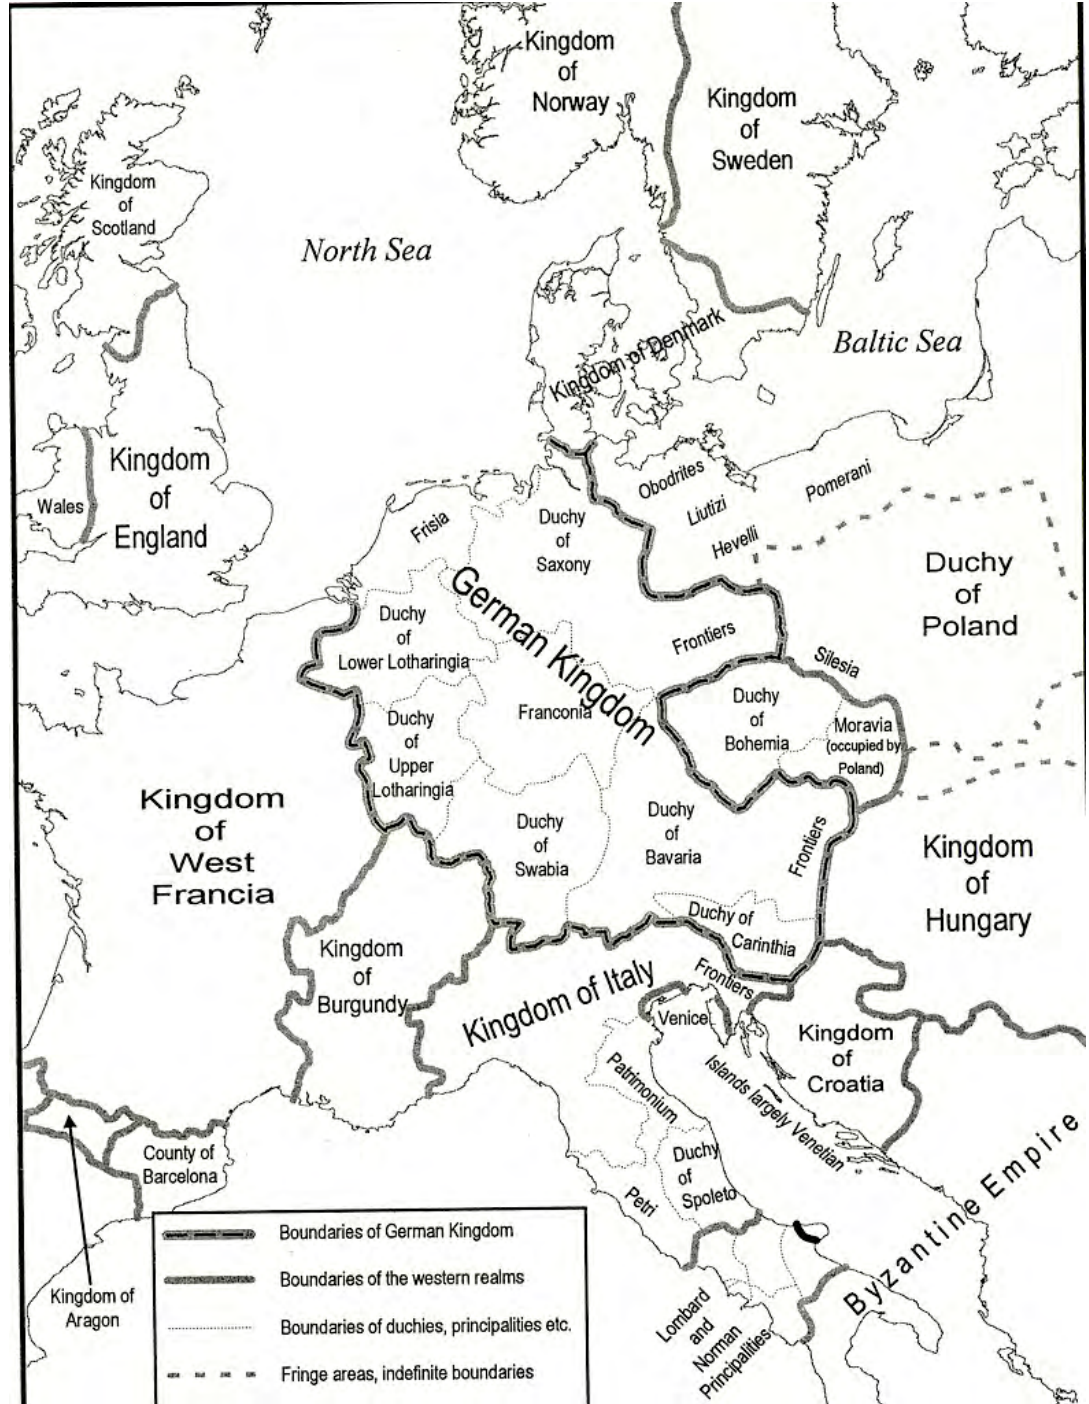 Kingdom
of
Norway
Kingdom
of
Sweden
Kingdom
of
Scotland
North Sea
Baltic Sea
Kingdom of Denmark
Kingdom
of
England
Wales
Obodrites
Liutizi
Hevelli
Pomerani
Frisia
Duchy
of
Saxony
Duchy
of
Poland
German Kingdom
Duchy
of
Lower Lotharingia
Frontiers
Silesia
Franconia
Duchy
of
Bohemia
Moravia
(occupied by
Poland)
Duchy
of
Upper
Lotharingia
Kingdom
of
West
Francia
Duchy
of
Swabia
Duchy
of
Bavaria
Frontiers
Kingdom
of
Hungary
Duchy of
Carinthia
Kingdom
of
Burgundy
Kingdom of Italy
Frontiers
Venice
Kingdom
of
Croatia
Islands largely Venetian
Patrimonium
Petri
Duchy
of
Spoleto
County of
Barcelona
Kingdom of
Aragon
Byzantine Empire
Lombard
and
Norman
Principalities
Boundaries of German Kingdom
Boundaries of the western realms
Boundaries of duchies, principalities etc.
Fringe areas, indefinite boundaries